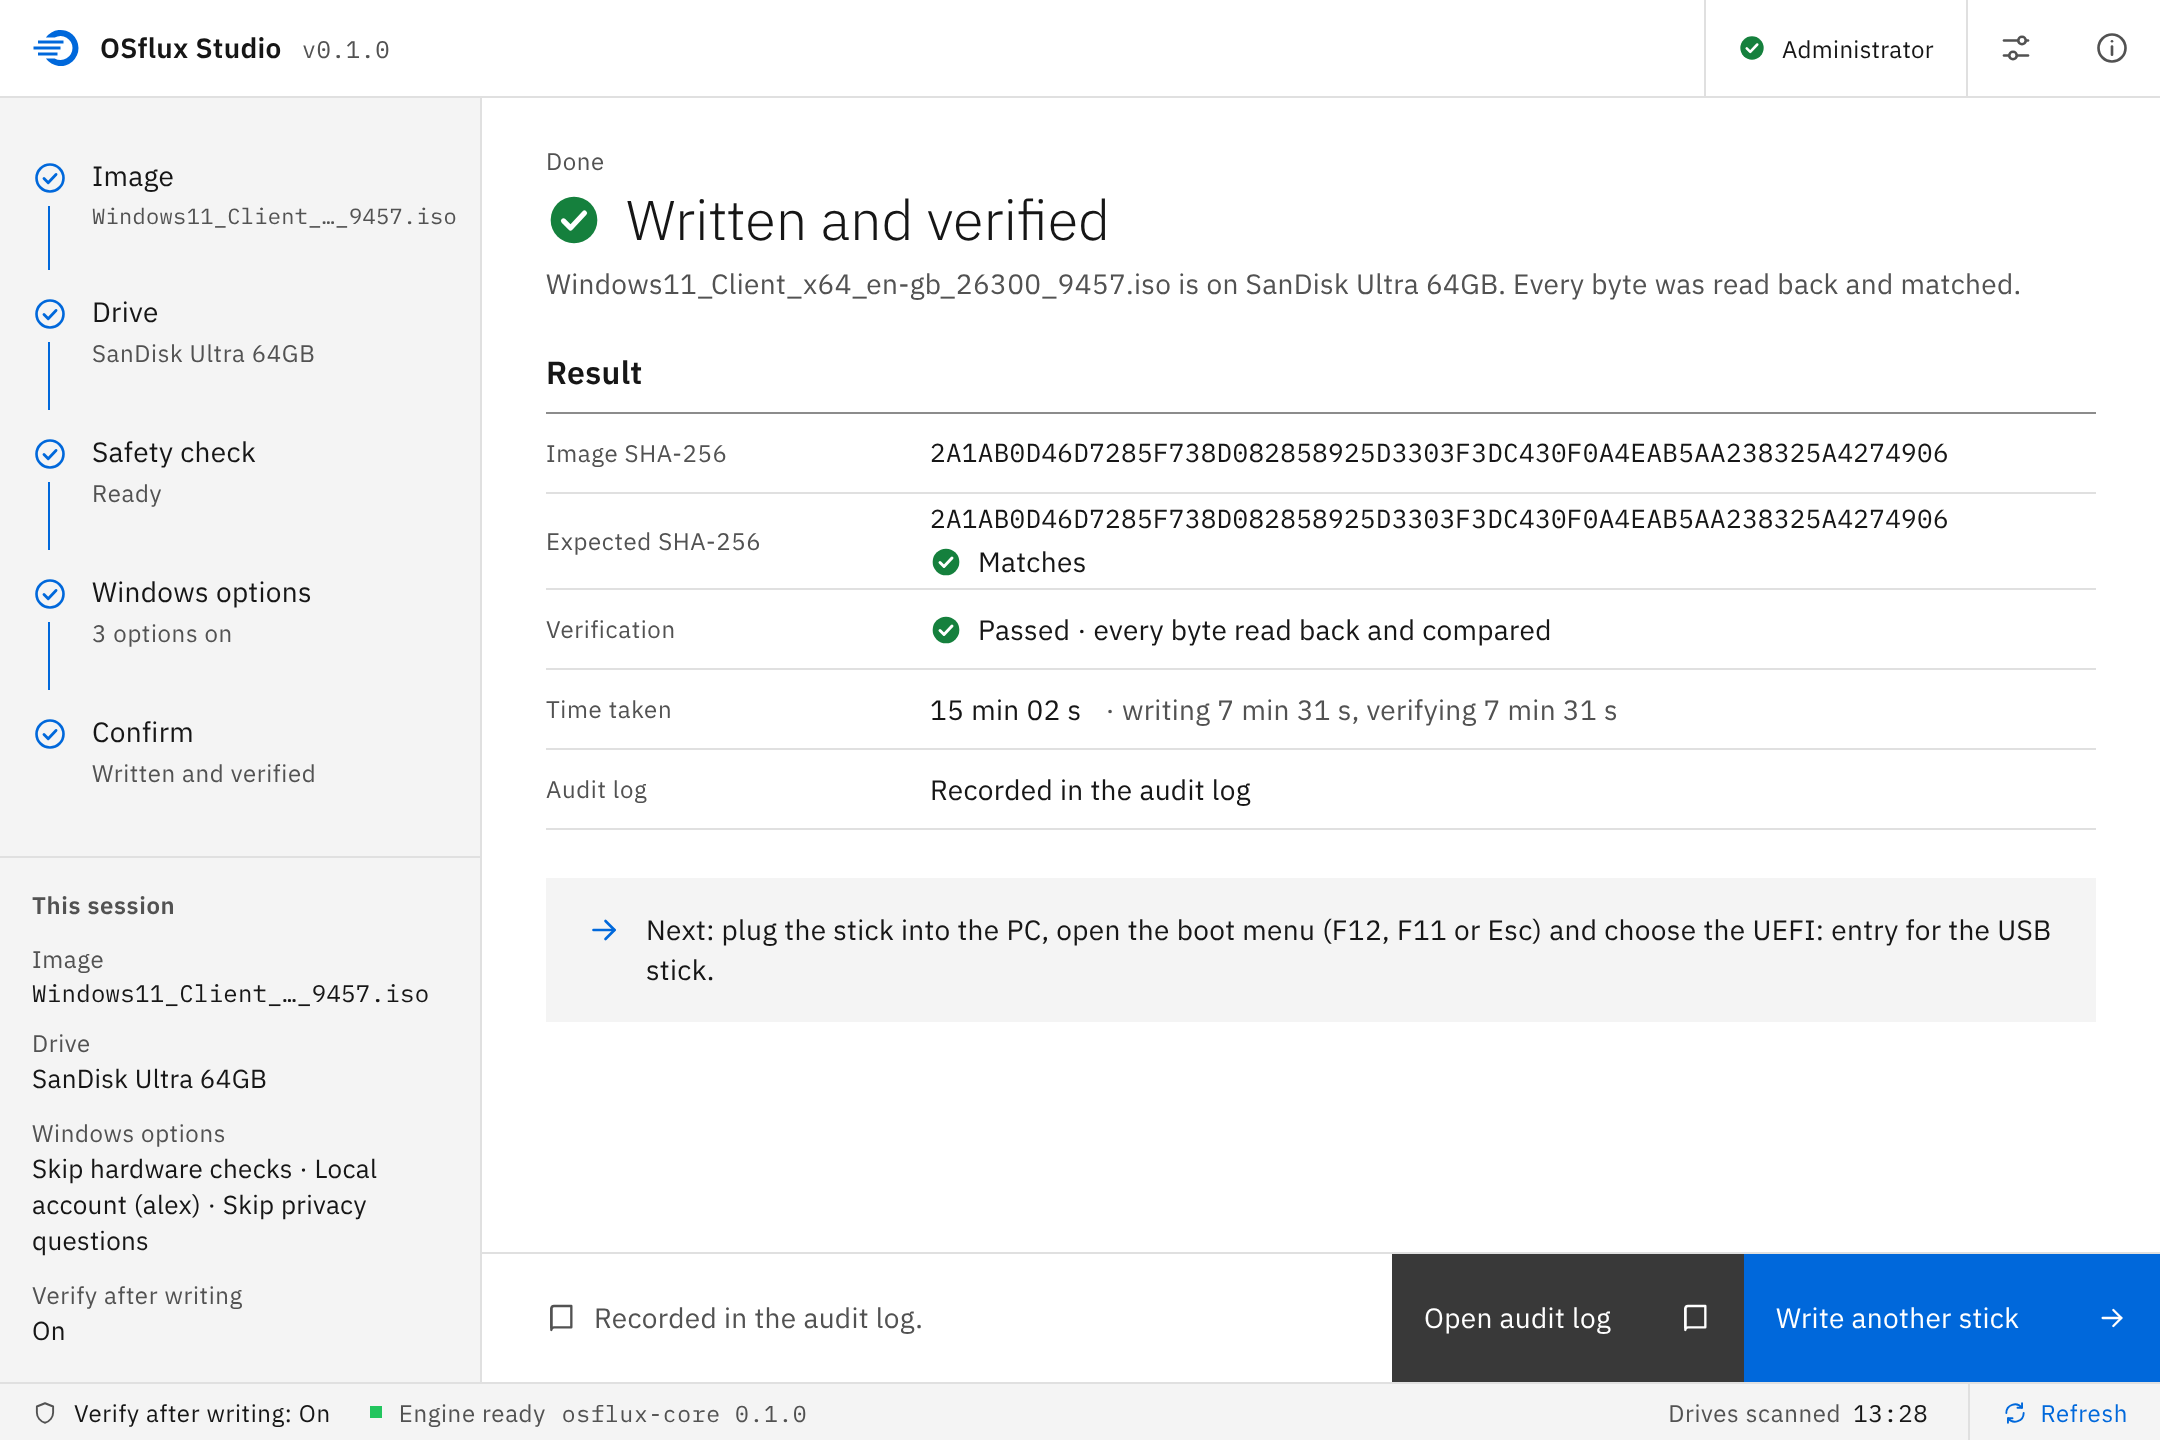 OSflux Studio v0.1.0
Administrator
Image
Windows11_Client_…_9457.iso
Drive
SanDisk Ultra 64GB
Safety check
Ready
Windows options
3 options on
Confirm
Written and verified
This session
Image
Windows11_Client_…_9457.iso
Drive
SanDisk Ultra 64GB
Windows options
Skip hardware checks · Local
account (alex) · Skip privacy
questions
Verify after writing
On
Done
Written and verified
Windows11_Client_x64_en-gb_26300_9457.iso is on SanDisk Ultra 64GB. Every byte was read back and matched.
Result
Image SHA-256 2A1AB0D46D7285F738D082858925D3303F3DC430F0A4EAB5AA238325A4274906
Expected SHA-256 2A1AB0D46D7285F738D082858925D3303F3DC430F0A4EAB5AA238325A4274906
Matches
Verification Passed · every byte read back and compared
Time taken 15 min 02 s · writing 7 min 31 s, verifying 7 min 31 s
Audit log Recorded in the audit log
Next: plug the stick into the PC, open the boot menu (F12, F11 or Esc) and choose the UEFI: entry for the USB
stick.
Recorded in the audit log.
Open audit log
Write another stick
Verify after writing: On
Engine ready osflux-core 0.1.0
Drives scanned 13:28
Refresh